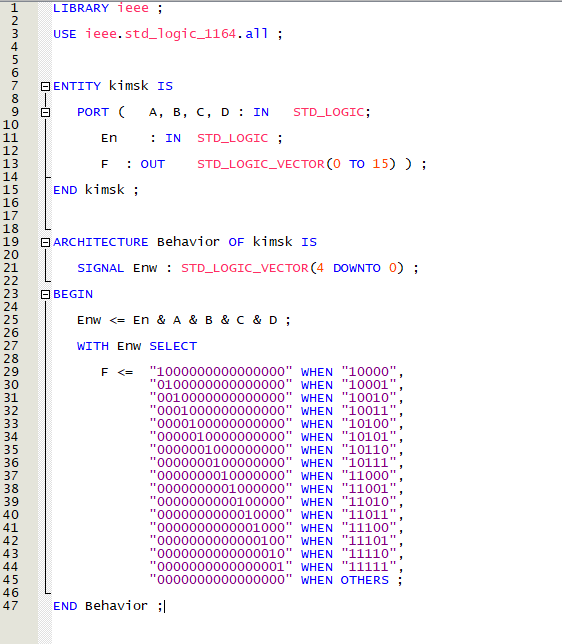 1 LIBRARY ieee ;
2
3 USE ieee.std_logic_1164.all ;
4
5
6
7 ENTITY kimsk IS
8
9 PORT ( A, B, C, D : IN STD_LOGIC;
10
11 En : IN STD_LOGIC ;
12
13 F : OUT STD_LOGIC_VECTOR(0 TO 15) ) ;
14
15 END kimsk ;
16
17
18
19 ARCHITECTURE Behavior OF kimsk IS
20
21 SIGNAL Enw : STD_LOGIC_VECTOR(4 DOWNTO 0) ;
22
23 BEGIN
24
25 Enw <= En & A & B & C & D ;
26
27 WITH Enw SELECT
28
29 F <= "1000000000000000" WHEN "10000",
30 "0100000000000000" WHEN "10001",
31 "0010000000000000" WHEN "10010",
32 "0001000000000000" WHEN "10011",
33 "0000100000000000" WHEN "10100",
34 "0000010000000000" WHEN "10101",
35 "0000001000000000" WHEN "10110",
36 "0000000100000000" WHEN "10111",
37 "0000000010000000" WHEN "11000",
38 "0000000001000000" WHEN "11001",
39 "0000000000100000" WHEN "11010",
40 "0000000000010000" WHEN "11011",
41 "0000000000001000" WHEN "11100",
42 "0000000000000100" WHEN "11101",
43 "0000000000000010" WHEN "11110",
44 "0000000000000001" WHEN "11111",
45 "0000000000000000" WHEN OTHERS ;
46
47 END Behavior ;